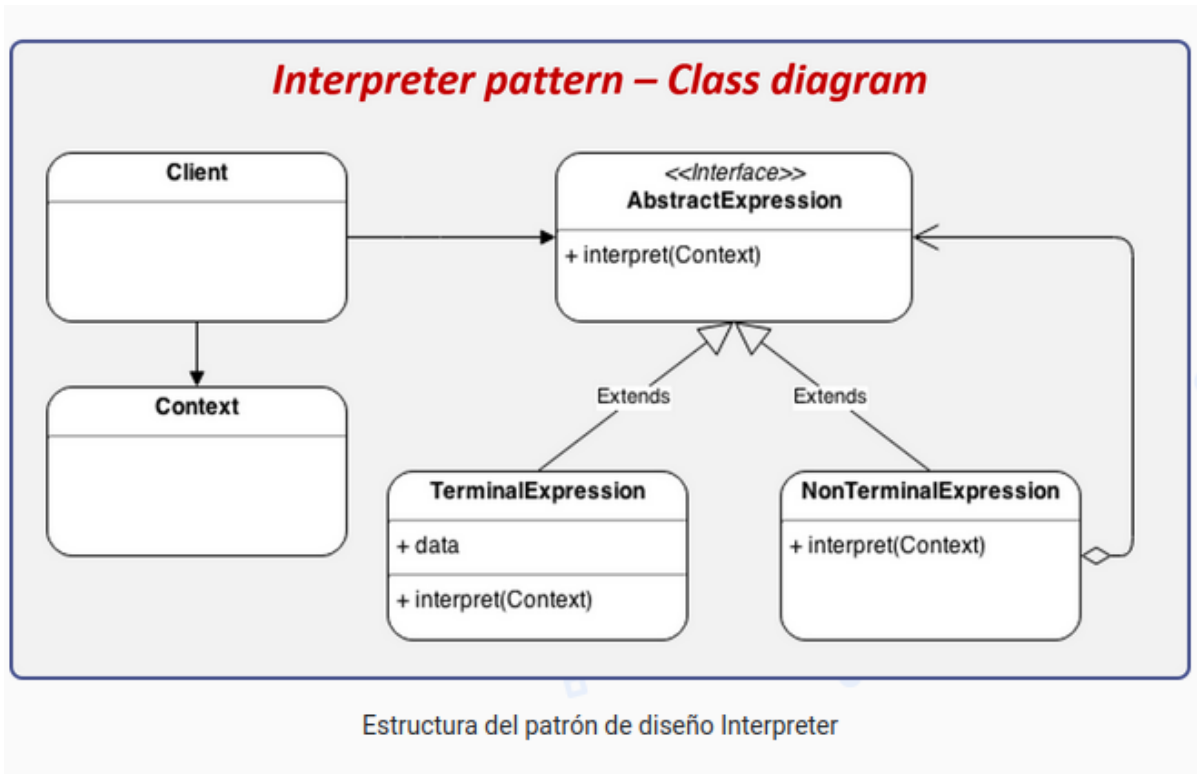 Interpreter pattern – Class diagram
Client
<<Interface>>
AbstractExpression
+ interpret(Context)
Context
Extends
Extends
TerminalExpression
+ data
+ interpret(Context)
NonTerminalExpression
+ interpret(Context)
Estructura del patrón de diseño Interpreter